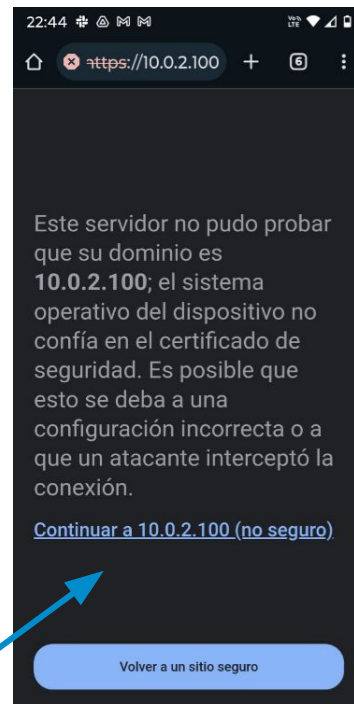 22:44
VoD LTE
https://10.0.2.100
6
Este servidor no pudo probar
que su dominio es
10.0.2.100; el sistema
operativo del dispositivo no
confía en el certificado de
seguridad. Es posible que
esto se deba a una
configuración incorrecta o a
que un atacante interceptó la
conexión.
Continuar a 10.0.2.100 (no seguro)
Volver a un sitio seguro